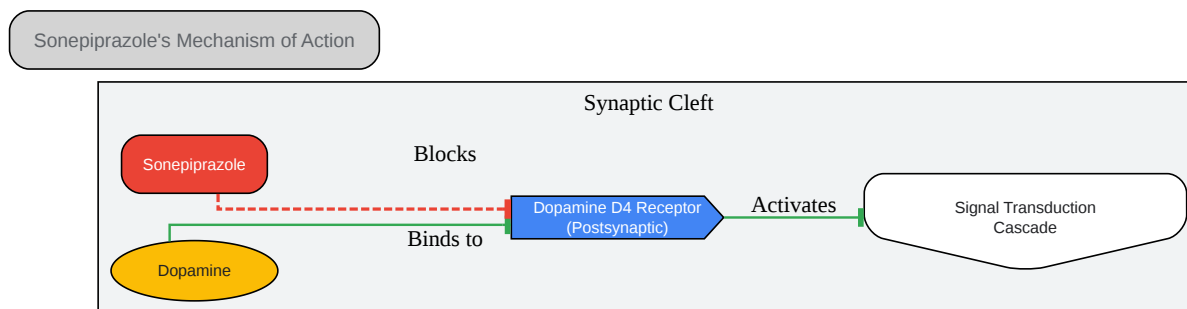 Sonepiprazole's Mechanism of Action
Synaptic Cleft
Sonepiprazole
Blocks
Dopamine D4 Receptor
(Postsynaptic)
Activates
Signal Transduction
Cascade
Binds to
Dopamine